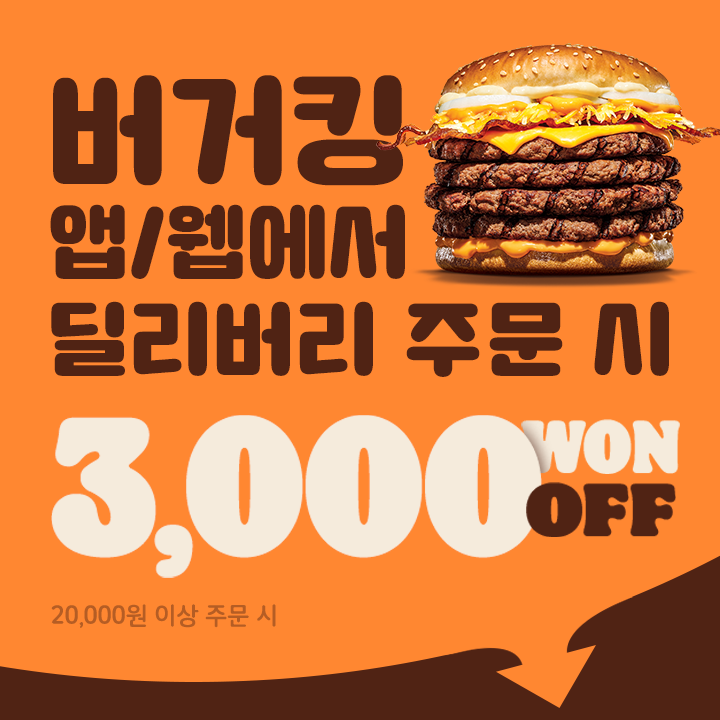 버거킹
앱/웹에서
딜리버리 주문 시
3,000 WON
OFF
20,000원 이상 주문 시